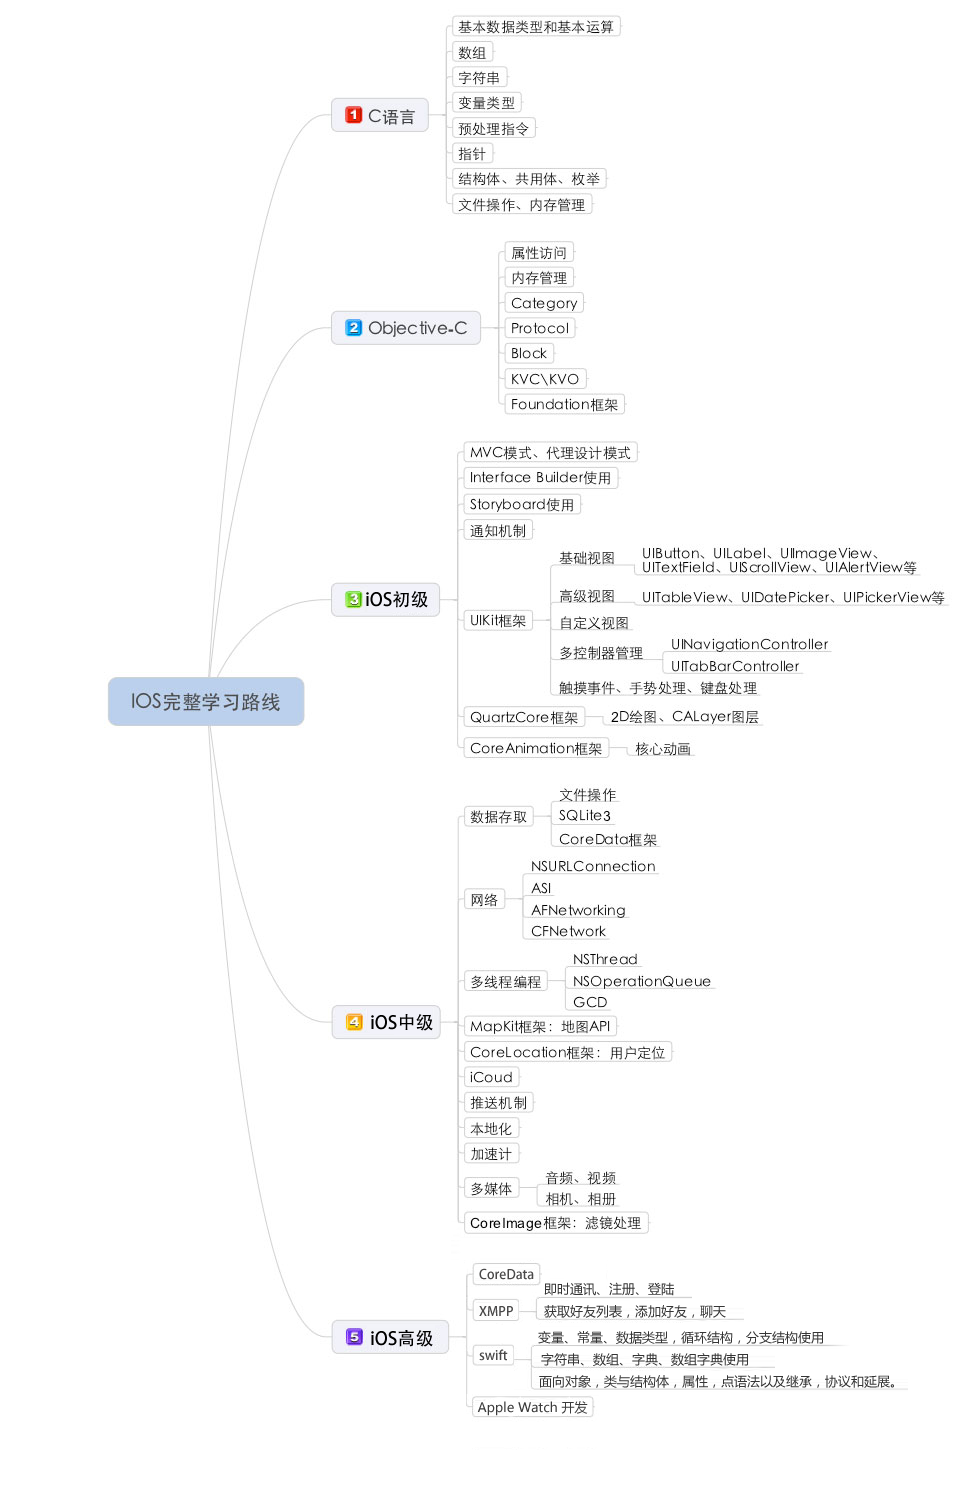 IOS完整学习路线
1 C语言
基本数据类型和基本运算
数组
字符串
变量类型
预处理指令
指针
结构体、共用体、枚举
文件操作、内存管理
2 Objective-C
属性访问
内存管理
Category
Protocol
Block
KVC\KVO
Foundation框架
3 iOS初级
MVC模式、代理设计模式
Interface Builder使用
Storyboard使用
通知机制
UIKit框架
基础视图
UIButton、UILabel、UIImageView、
UITextField、UIScrollView、UIAlertView等
高级视图
UITableView、UIDatePicker、UIPickerView等
自定义视图
多控制器管理
UINavigationController
UITabBarController
触摸事件、手势处理、键盘处理
QuartzCore框架
2D绘图、CALayer图层
CoreAnimation框架
核心动画
4 iOS中级
数据存取
文件操作
SQLite3
CoreData框架
网络
NSURLConnection
ASI
AFNetworking
CFNetwork
多线程编程
NSThread
NSOperationQueue
GCD
MapKit框架：地图API
CoreLocation框架：用户定位
iCoud
推送机制
本地化
加速计
多媒体
音频、视频
相机、相册
CoreImage框架：滤镜处理
5 iOS高级
CoreData
XMPP
即时通讯、注册、登陆
获取好友列表，添加好友，聊天
swift
变量、常量、数据类型，循环结构，分支结构使用
字符串、数组、字典、数组字典使用
面向对象，类与结构体，属性，点语法以及继承，协议和延展。
Apple Watch 开发